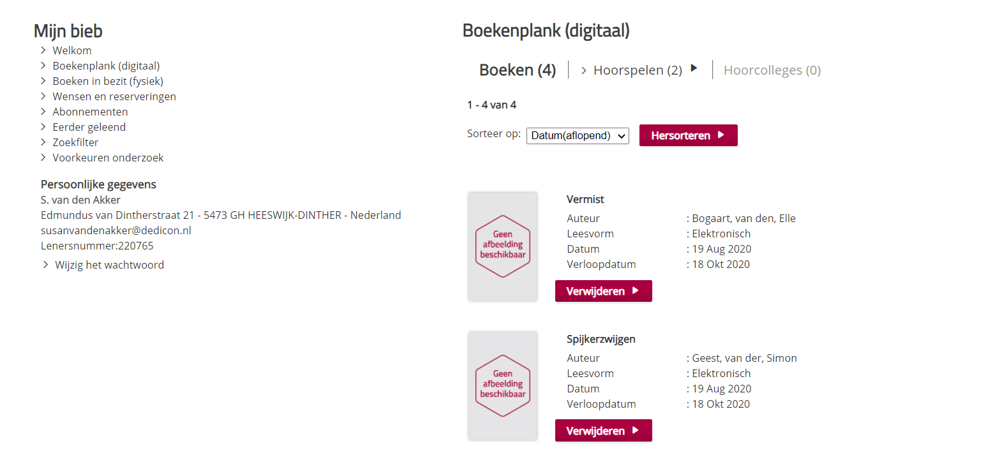 Mijn bieb
Welkom
Boekenplank (digitaal)
Boeken in bezit (fysiek)
Wensen en reserveringen
Abonnementen
Eerder geleend
Zoekfilter
Voorkeuren onderzoek
Persoonlijke gegevens
S. van den Akker
Edmundus van Dintherstraat 21 - 5473 GH HEESWIJK-DINTHER - Nederland
susanvandenakker@dedicon.nl
Lenersnummer:220765
Wijzig het wachtwoord
Boekenplank (digitaal)
Boeken (4) Hoorspelen (2) Hoorcolleges (0)
1 - 4 van 4
Sorteer op: Datum(aflopend) Hersorteren
Geen
afbeelding
beschikbaar
Vermist
Auteur : Bogaart, van den, Elle
Leesvorm : Elektronisch
Datum : 19 Aug 2020
Verloopdatum : 18 Okt 2020
Verwijderen
Geen
afbeelding
beschikbaar
Spijkerzwijgen
Auteur : Geest, van der, Simon
Leesvorm : Elektronisch
Datum : 19 Aug 2020
Verloopdatum : 18 Okt 2020
Verwijderen